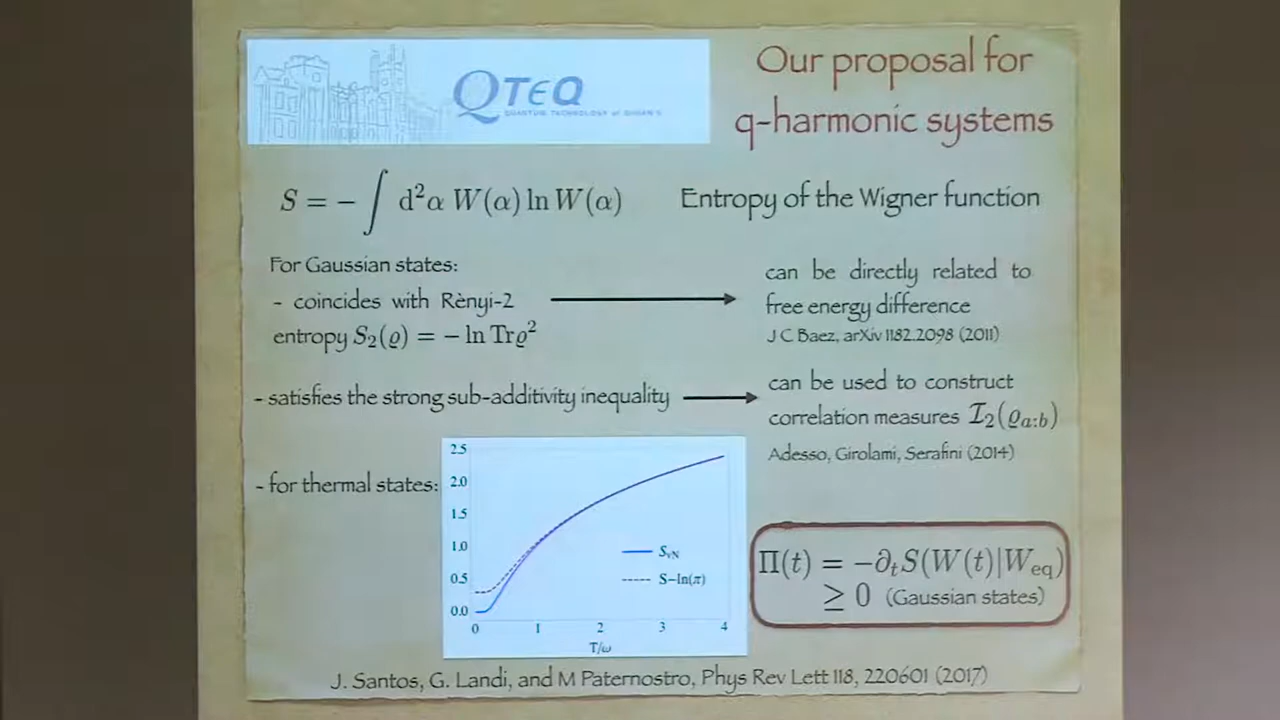 QTEQ
QUANTUM TECHNOLOGY at QUEEN'S
Our proposal for
q-harmonic systems
S = − ∫ d²α W(α) ln W(α)
Entropy of the Wigner function
For Gaussian states:
- coincides with Rènyi-2
entropy S₂(ϱ) = − ln Trϱ²
can be directly related to
free energy difference
J C Baez, arXiv 1182.2098 (2011)
- satisfies the strong sub-additivity inequality
can be used to construct
correlation measures 𝓘₂(ϱₐ:ᵦ)
Adesso, Girolami, Serafini (2014)
- for thermal states:
2.5
2.0
1.5
1.0
0.5
0.0
0 1 2 3 4
T/ω
S_vN
S−ln(π)
Π(t) = −∂ₜS(W(t)|W_eq)
≥ 0 (Gaussian states)
J. Santos, G. Landi, and M Paternostro, Phys Rev Lett 118, 220601 (2017)